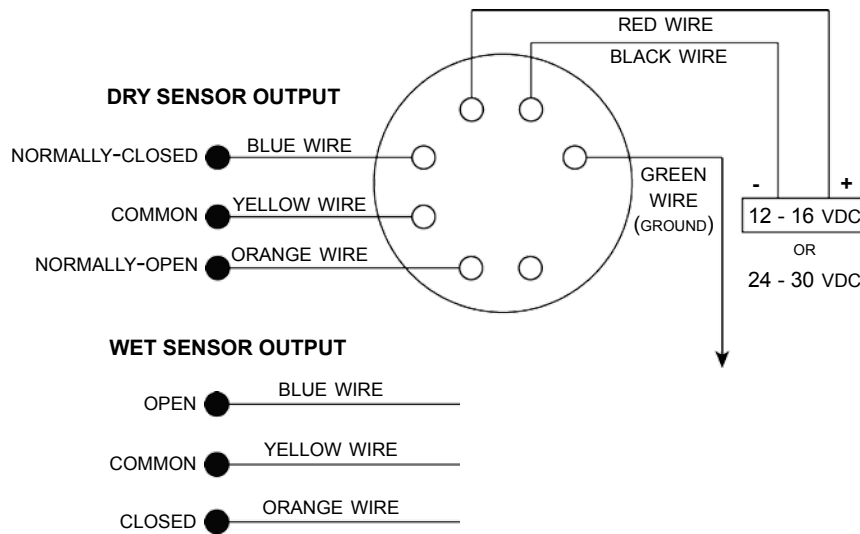 RED WIRE
BLACK WIRE
DRY SENSOR OUTPUT
NORMALLY-CLOSED
BLUE WIRE
COMMON
YELLOW WIRE
NORMALLY-OPEN
ORANGE WIRE
GREEN
WIRE
(GROUND)
- +
12 - 16 VDC
OR
24 - 30 VDC
WET SENSOR OUTPUT
OPEN
BLUE WIRE
COMMON
YELLOW WIRE
CLOSED
ORANGE WIRE